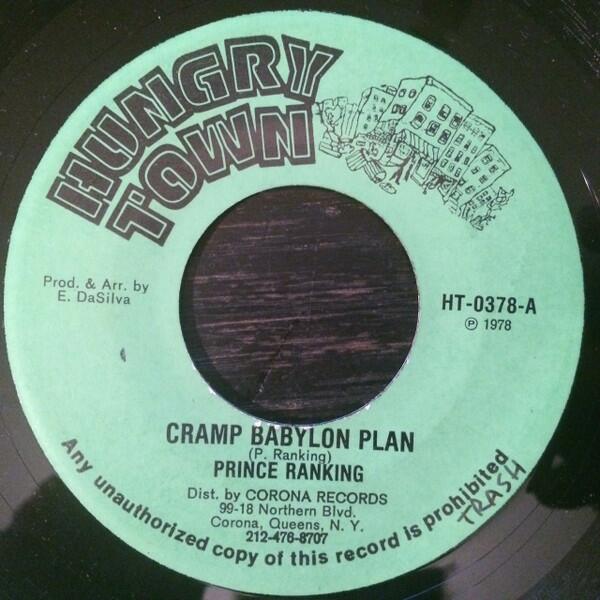 HUNGRY
TOWN
Prod. & Arr. by
E. DaSilva
HT-0378-A
℗ 1978
CRAMP BABYLON PLAN
(P. Ranking)
PRINCE RANKING
Dist. by CORONA RECORDS
99-18 Northern Blvd.
Corona, Queens, N. Y.
212-476-8707
Any unauthorized copy of this record is prohibited
TRASH